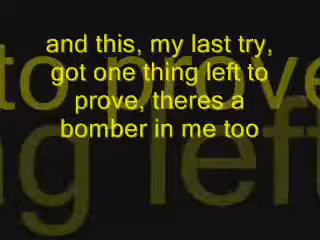 and this, my last try,
got one thing left to
prove, theres a
bomber in me too
to prove
ng left